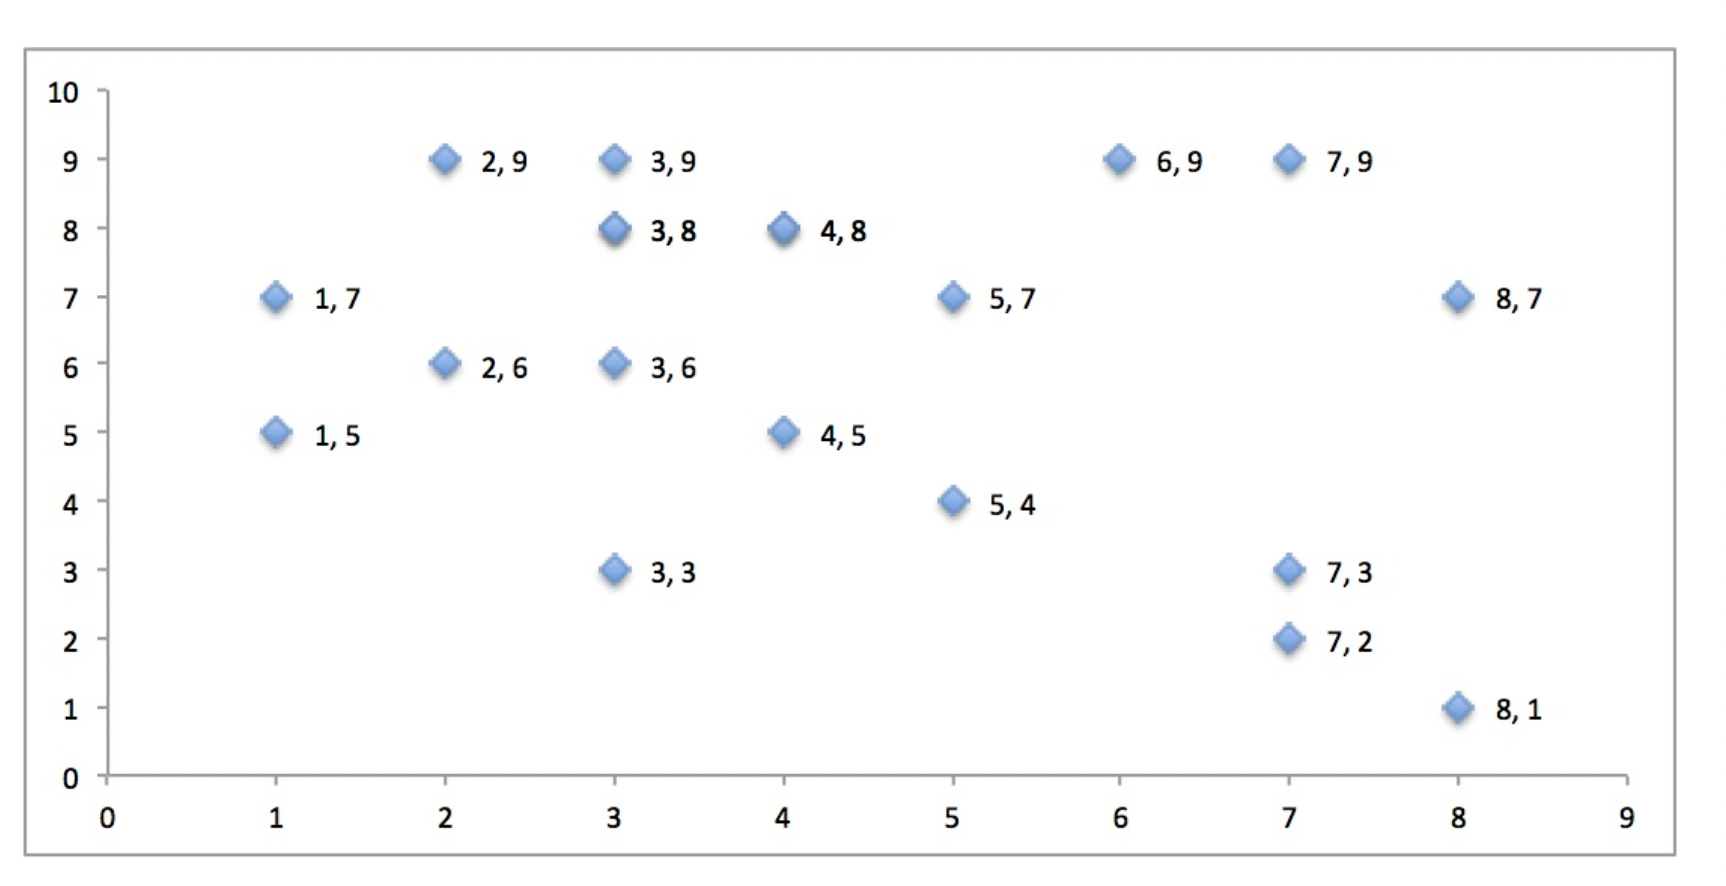 10
9 2, 9 3, 9 6, 9 7, 9
8 3, 8 4, 8
7 1, 7 5, 7 8, 7
6 2, 6 3, 6
5 1, 5 4, 5
4 5, 4
3 3, 3 7, 3
2 7, 2
1 8, 1
0
0 1 2 3 4 5 6 7 8 9